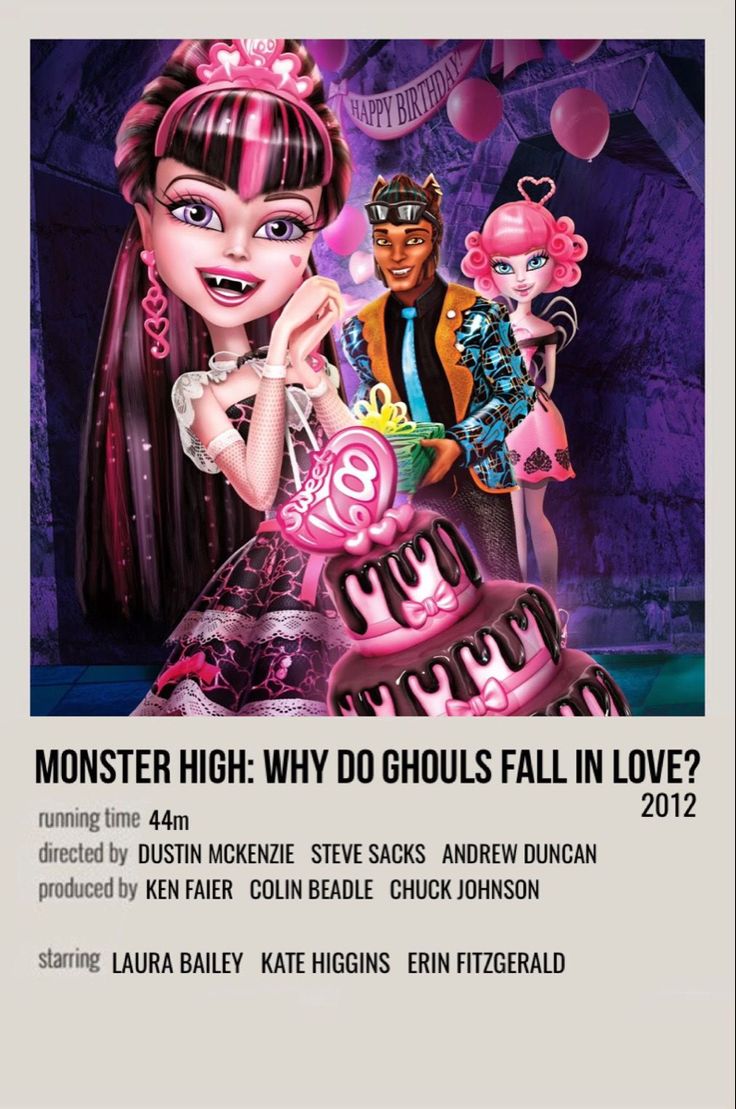 100
HAPPY BIRTHDAY!
Sweet
1600
MONSTER HIGH: WHY DO GHOULS FALL IN LOVE?
2012
running time 44m
directed by DUSTIN MCKENZIE STEVE SACKS ANDREW DUNCAN
produced by KEN FAIER COLIN BEADLE CHUCK JOHNSON
starring LAURA BAILEY KATE HIGGINS ERIN FITZGERALD